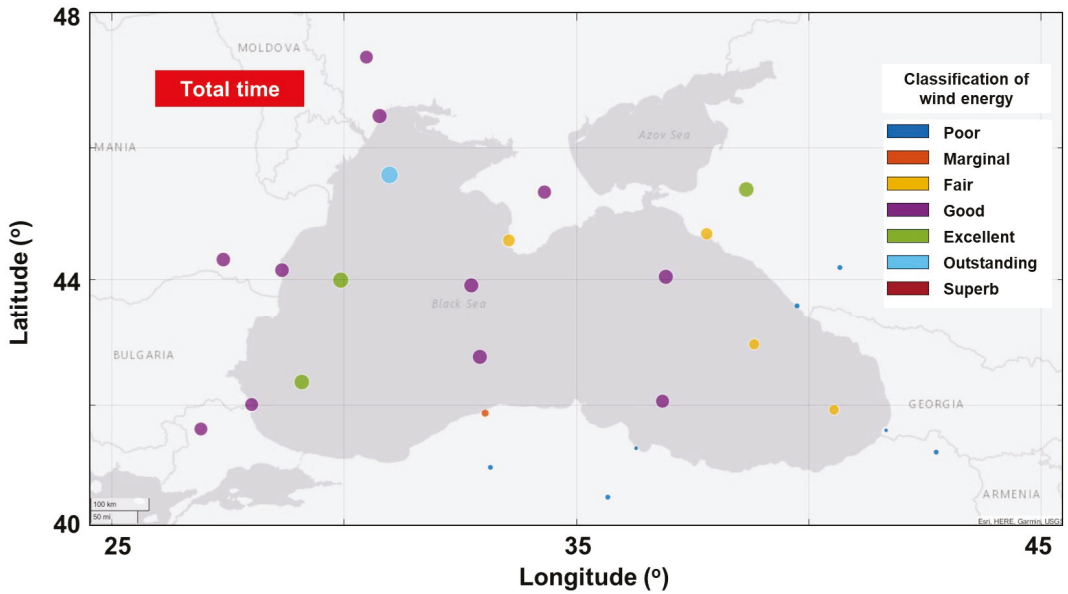 48
MOLDOVA
Total time
Classification of
wind energy
Azov Sea
Poor
MANIA
Marginal
Fair
Good
Excellent
Outstanding
Superb
44
Black Sea
BULGARIA
GEORGIA
ARMENIA
100 km
50 mi
Esri, HERE, Garmin, USGS
40
25
35
45
Latitude (º)
Longitude (º)